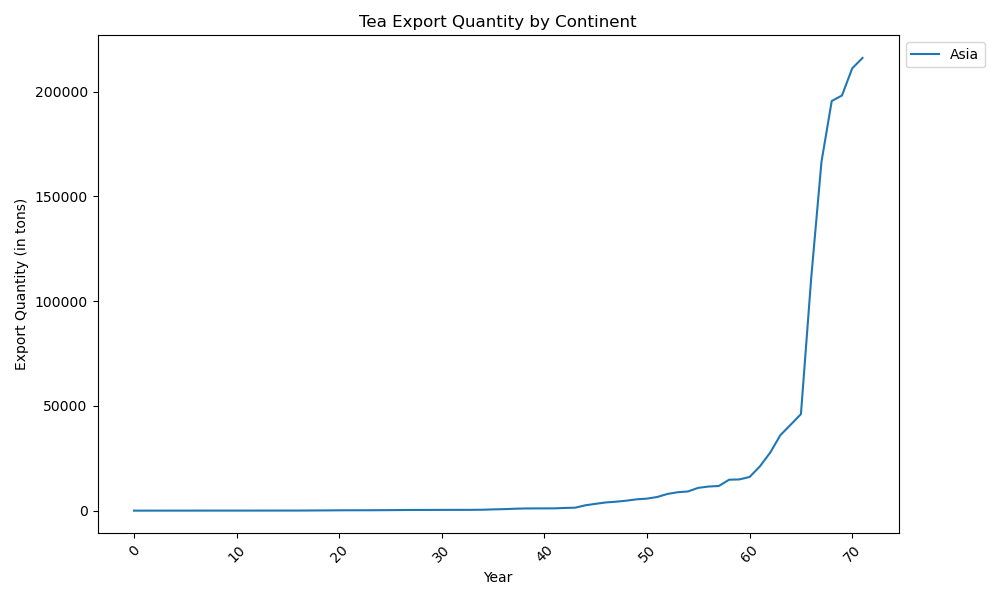 Tea Export Quantity by Continent
Asia
Export Quantity (in tons)
200000
150000
100000
50000
0
0 10 20 30 40 50 60 70
Year